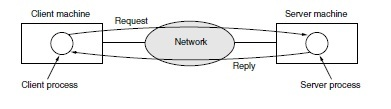 Client machine
Server machine
Request
Network
Reply
Client process
Server process